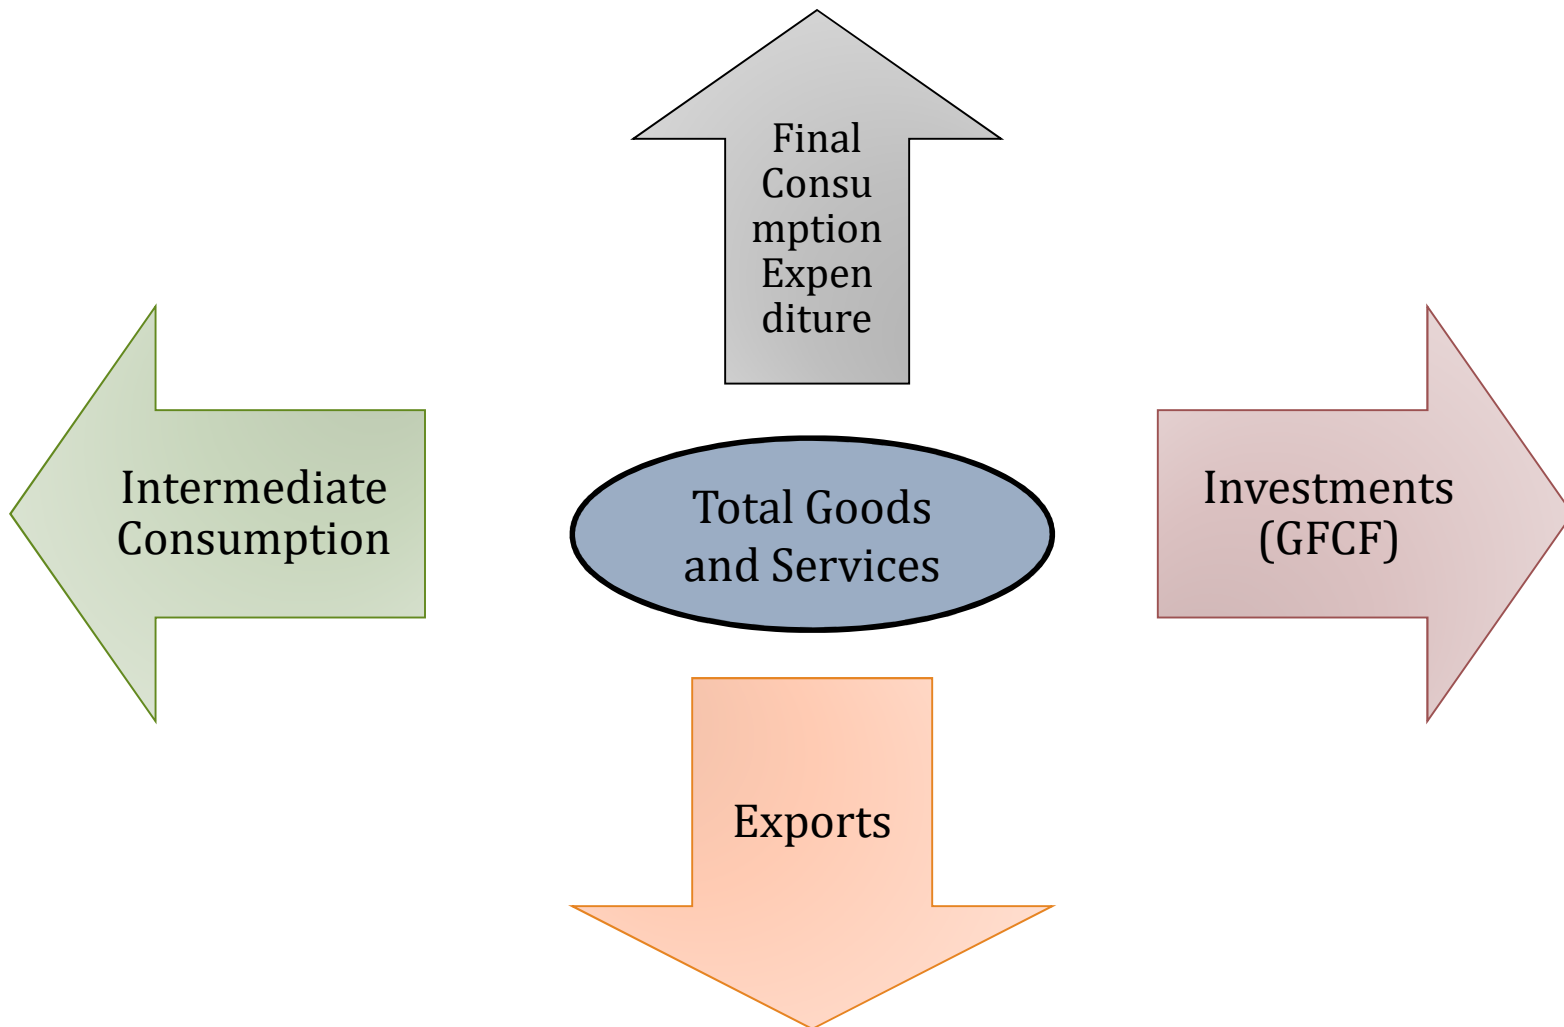 Final
Consu
mption
Expen
diture
Intermediate
Consumption
Total Goods
and Services
Investments
(GFCF)
Exports